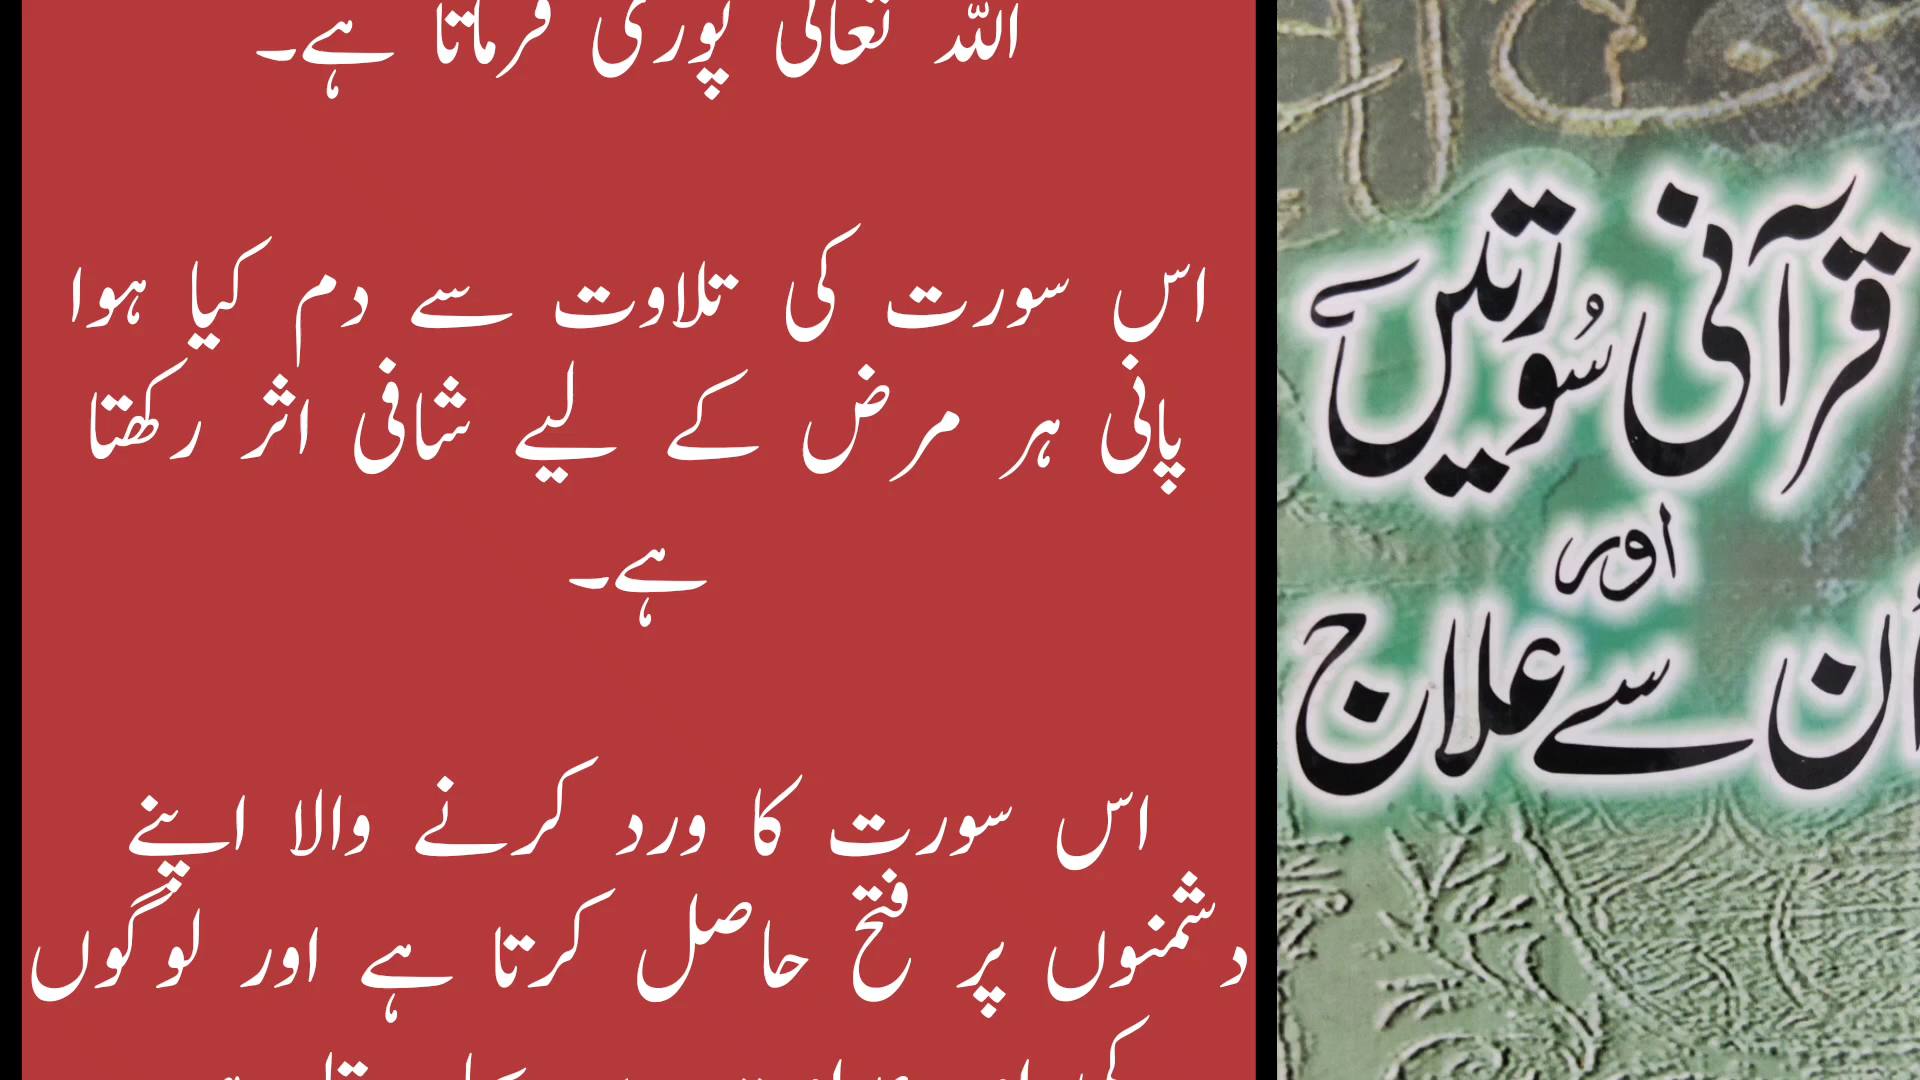 اللہ تعالیٰ پوری فرماتا ہے۔
اس سورت کی تلاوت سے دم کیا ہوا
پانی ہر مرض کے لیے شافی اثر رکھتا
ہے۔
اس سورت کا ورد کرنے والا اپنے
دشمنوں پر فتح حاصل کرتا ہے اور لوگوں
قرآنی سُورتیں
اور
اُن سے علاج